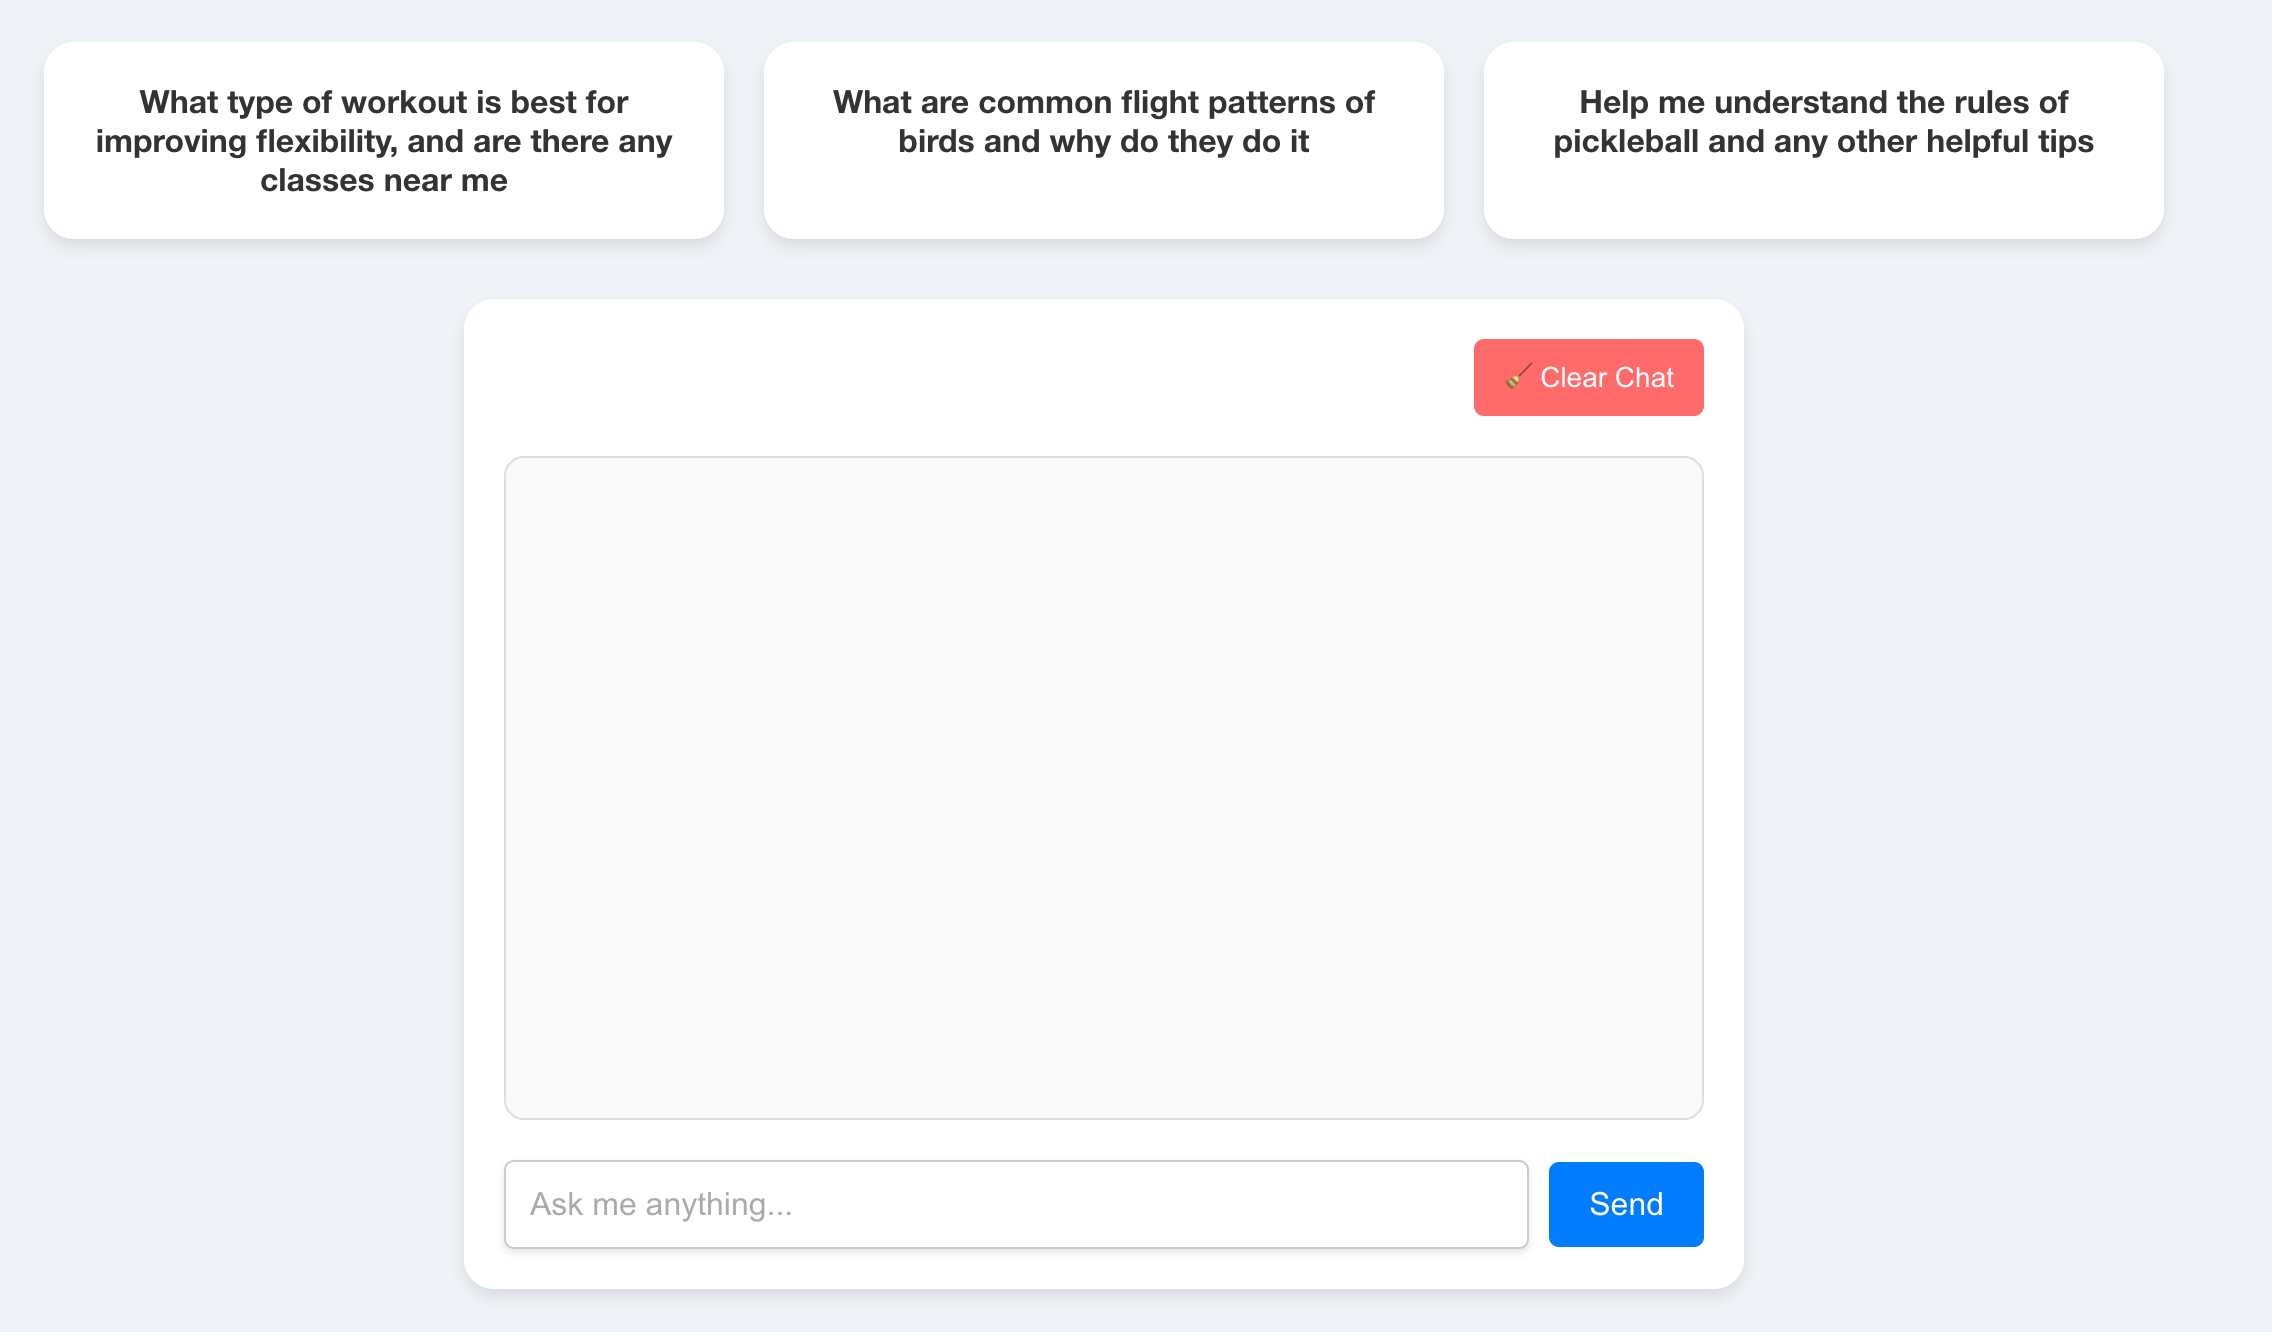 What type of workout is best for
improving flexibility, and are there any
classes near me
What are common flight patterns of
birds and why do they do it
Help me understand the rules of
pickleball and any other helpful tips
🧹 Clear Chat
Ask me anything...
Send